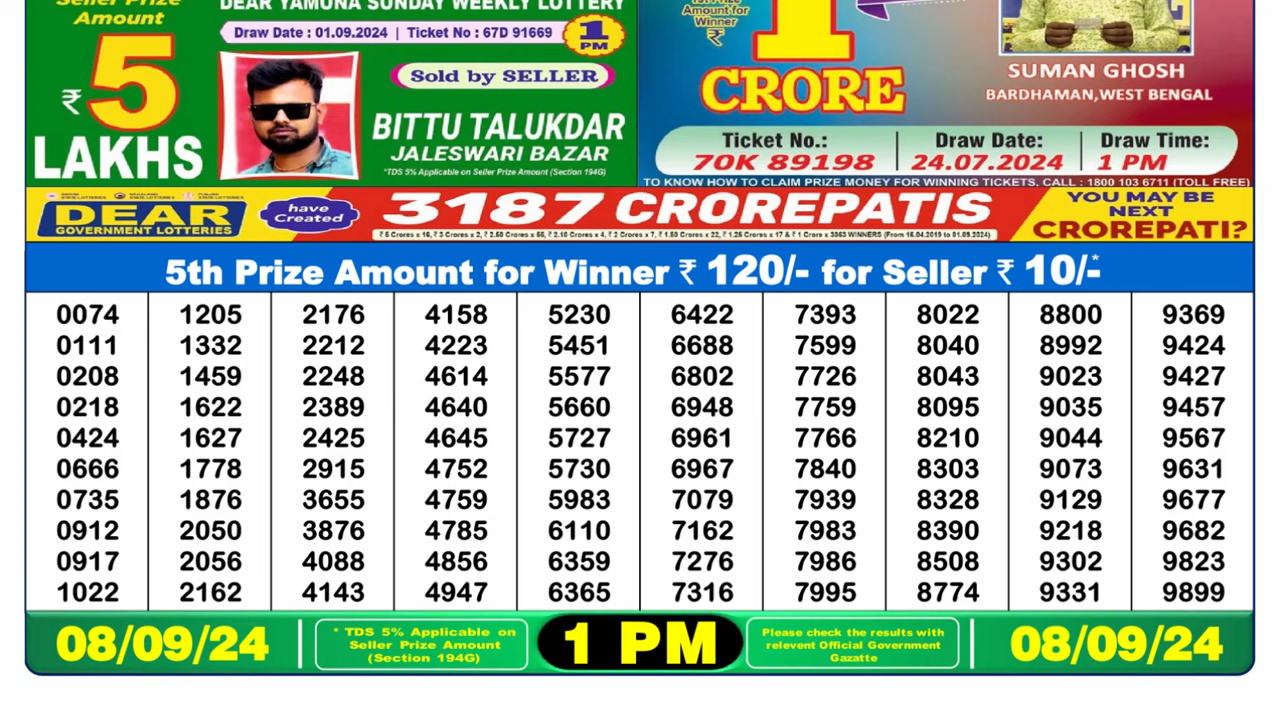 Seller Prize
Amount
₹ 5
LAKHS
DEAR YAMUNA SUNDAY WEEKLY LOTTERY
Draw Date : 01.09.2024 | Ticket No : 67D 91669
1
PM
Sold by SELLER
BITTU TALUKDAR
JALESWARI BAZAR
*TDS 5% Applicable on Seller Prize Amount (Section 194G)
Amount for
Winner
₹
1
CRORE
SUMAN GHOSH
BARDHAMAN,WEST BENGAL
Ticket No.: Draw Date: Draw Time:
70K 89198 24.07.2024 1 PM
TO KNOW HOW TO CLAIM PRIZE MONEY FOR WINNING TICKETS, CALL : 1800 103 6711 (TOLL FREE)
DEAR
GOVERNMENT LOTTERIES
have
Created
3187 CROREPATIS
₹ 5 Crores x 16, ₹ 3 Crores x 2, ₹ 2.50 Crores x 56, ₹ 2.10 Crores x 4, ₹ 2 Crores x 7, ₹ 1.50 Crores x 22, ₹ 1.25 Crores x 17 & ₹ 1 Crore x 3063 WINNERS (From 16.04.2019 to 01.09.2024)
YOU MAY BE
NEXT
CROREPATI?
5th Prize Amount for Winner ₹ 120/- for Seller ₹ 10/-*
0074 1205 2176 4158 5230 6422 7393 8022 8800 9369
0111 1332 2212 4223 5451 6688 7599 8040 8992 9424
0208 1459 2248 4614 5577 6802 7726 8043 9023 9427
0218 1622 2389 4640 5660 6948 7759 8095 9035 9457
0424 1627 2425 4645 5727 6961 7766 8210 9044 9567
0666 1778 2915 4752 5730 6967 7840 8303 9073 9631
0735 1876 3655 4759 5983 7079 7939 8328 9129 9677
0912 2050 3876 4785 6110 7162 7983 8390 9218 9682
0917 2056 4088 4856 6359 7276 7986 8508 9302 9823
1022 2162 4143 4947 6365 7316 7995 8774 9331 9899
08/09/24
* TDS 5% Applicable on
Seller Prize Amount
(Section 194G)
1 PM
Please check the results with
relevent Official Government
Gazatte
08/09/24